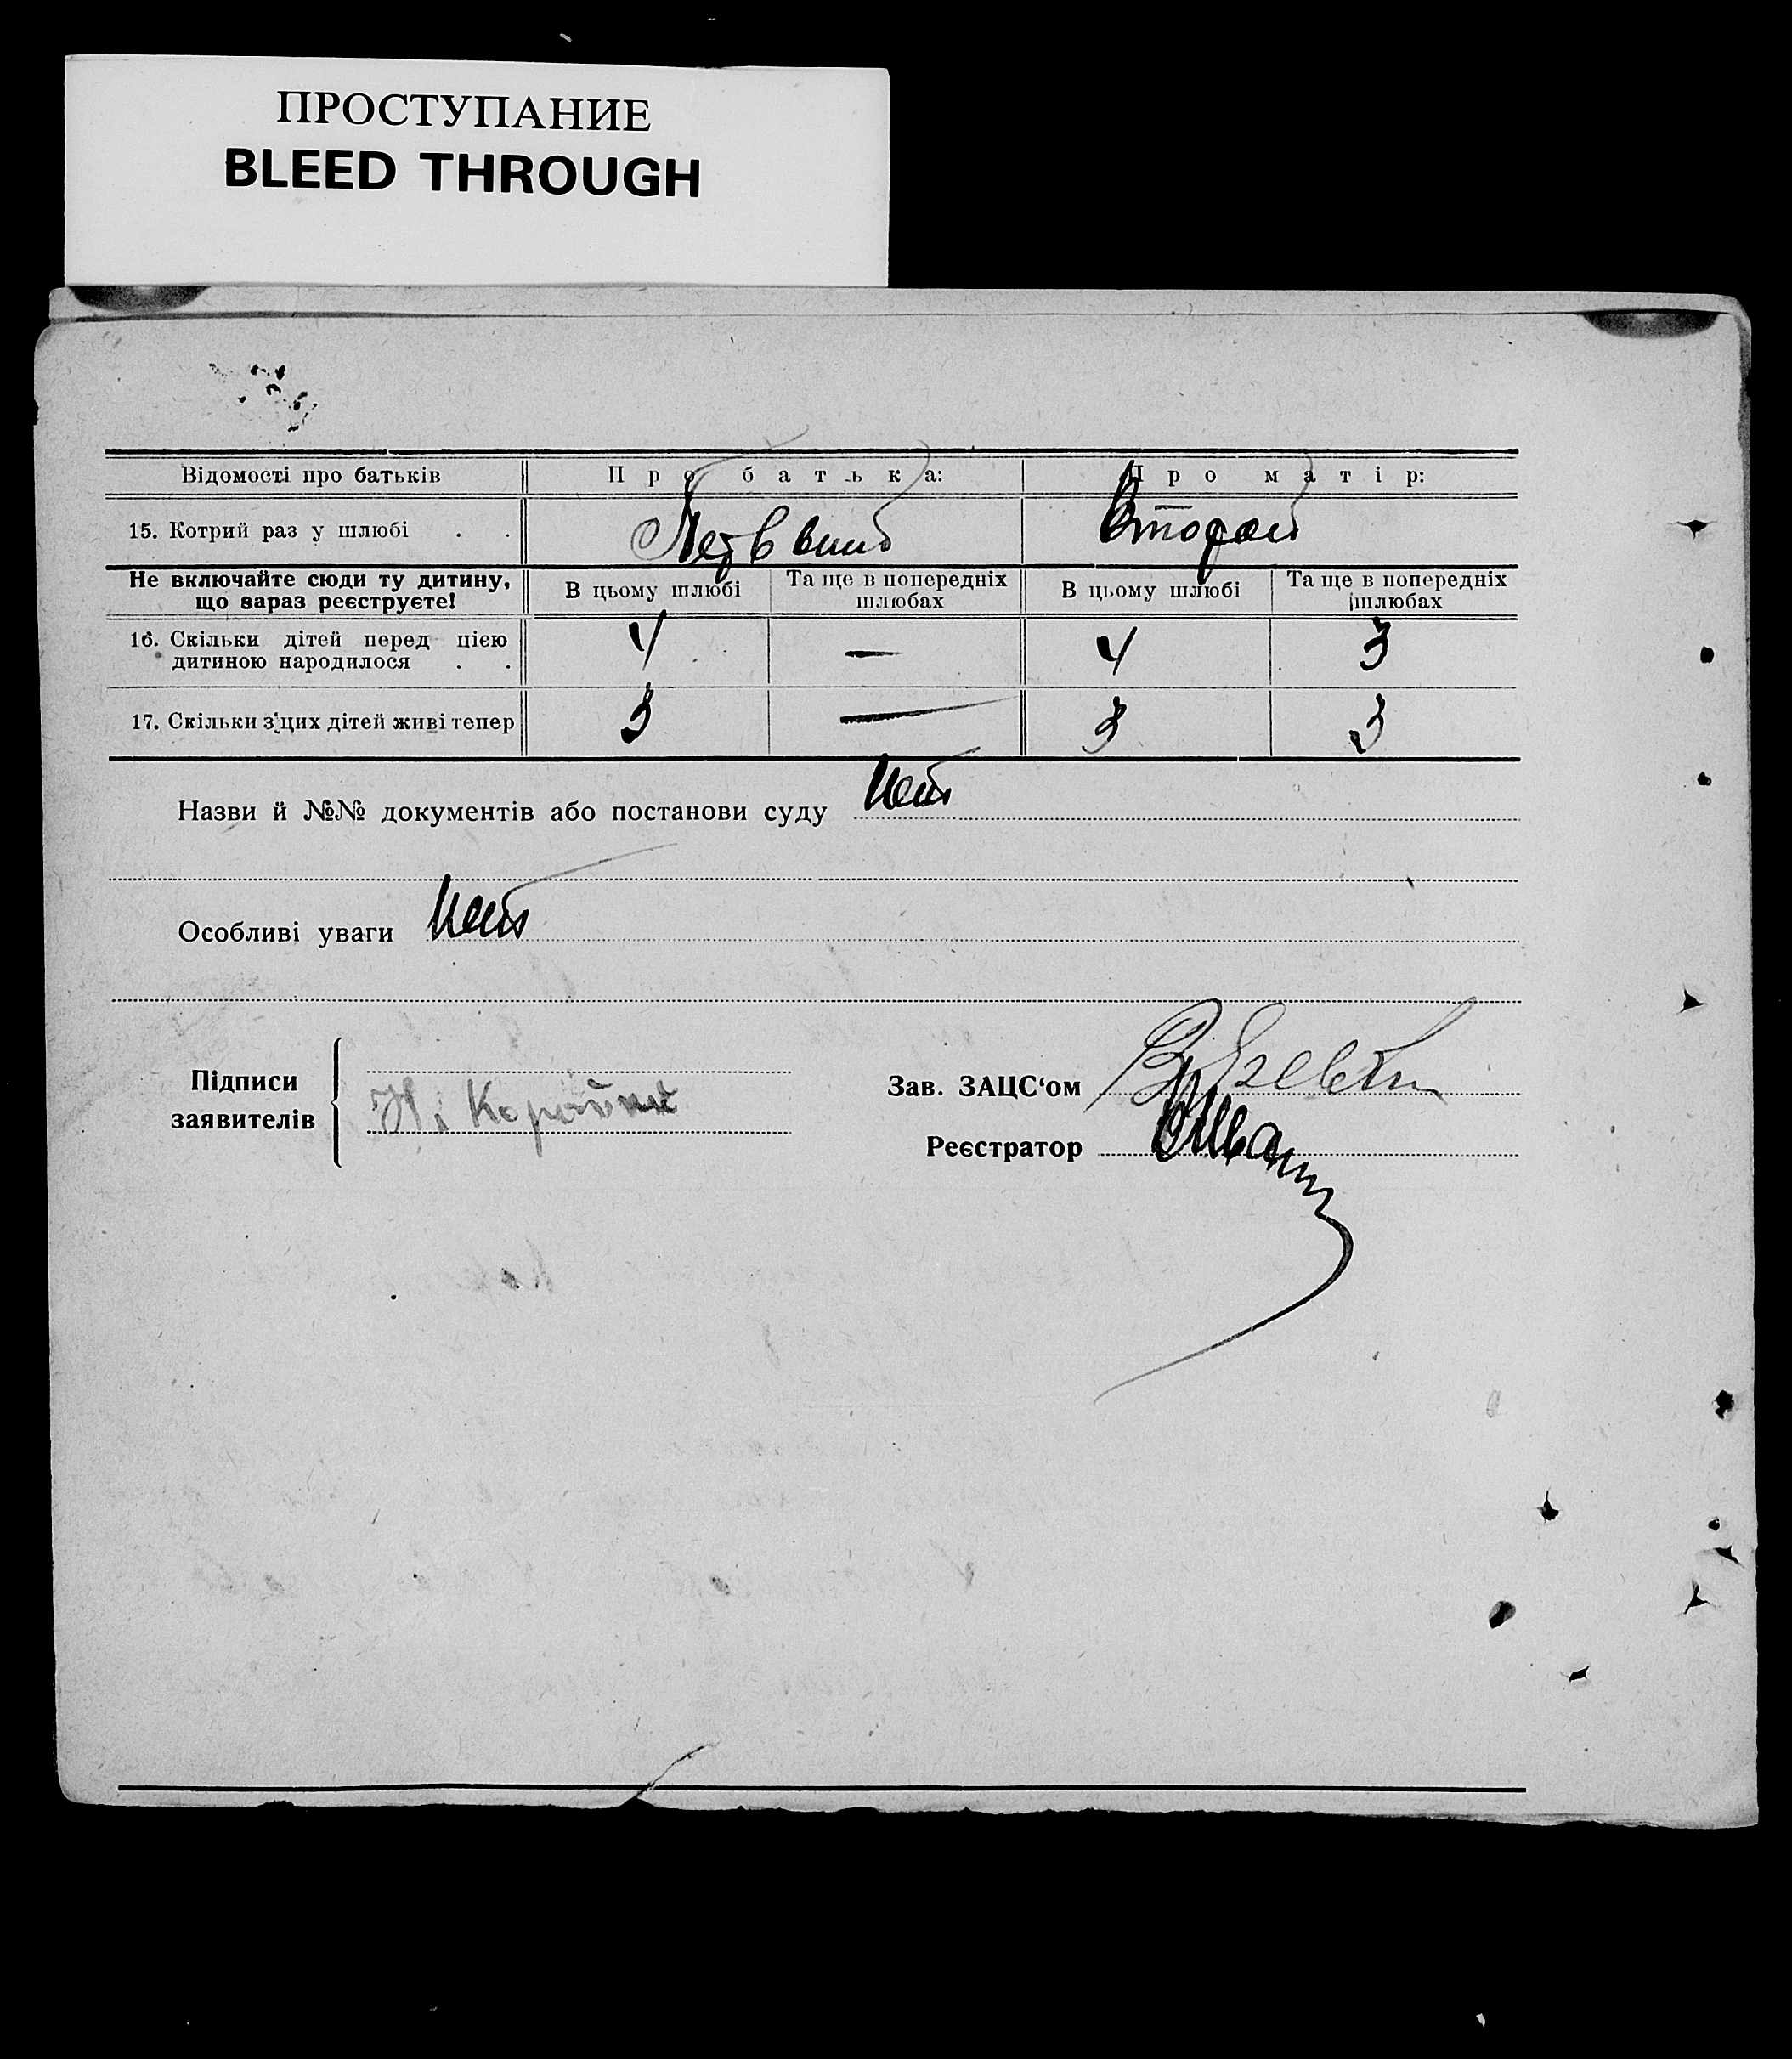 ПРОСТУПАНИЕ
BLEED THROUGH
Відомості про батьків Про батька: Про матір:
15. Котрий раз у шлюбі . . Первый Второй
Не включайте сюди ту дитину, що зараз реєструєте! В цьому шлюбі Та ще в попередніх шлюбах В цьому шлюбі Та ще в попередніх шлюбах
16. Скільки дітей перед цією дитиною народилося . . 4 — 4 3
17. Скільки з цих дітей живі тепер 3 — 3 3
Назви й №№ документів або постанови суду Нет
Особливі уваги Нет
Підписи заявителів
Зав. ЗАЦС‘ом
Реєстратор